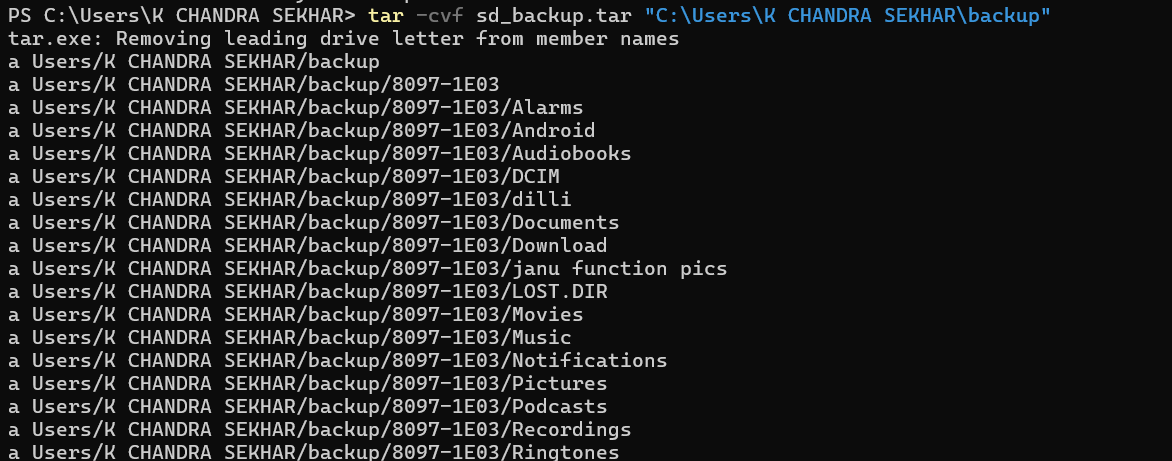 PS C:\Users\K CHANDRA SEKHAR> tar -cvf sd_backup.tar "C:\Users\K CHANDRA SEKHAR\backup"
tar.exe: Removing leading drive letter from member names
a Users/K CHANDRA SEKHAR/backup
a Users/K CHANDRA SEKHAR/backup/8097-1E03
a Users/K CHANDRA SEKHAR/backup/8097-1E03/Alarms
a Users/K CHANDRA SEKHAR/backup/8097-1E03/Android
a Users/K CHANDRA SEKHAR/backup/8097-1E03/Audiobooks
a Users/K CHANDRA SEKHAR/backup/8097-1E03/DCIM
a Users/K CHANDRA SEKHAR/backup/8097-1E03/dilli
a Users/K CHANDRA SEKHAR/backup/8097-1E03/Documents
a Users/K CHANDRA SEKHAR/backup/8097-1E03/Download
a Users/K CHANDRA SEKHAR/backup/8097-1E03/janu function pics
a Users/K CHANDRA SEKHAR/backup/8097-1E03/LOST.DIR
a Users/K CHANDRA SEKHAR/backup/8097-1E03/Movies
a Users/K CHANDRA SEKHAR/backup/8097-1E03/Music
a Users/K CHANDRA SEKHAR/backup/8097-1E03/Notifications
a Users/K CHANDRA SEKHAR/backup/8097-1E03/Pictures
a Users/K CHANDRA SEKHAR/backup/8097-1E03/Podcasts
a Users/K CHANDRA SEKHAR/backup/8097-1E03/Recordings
a Users/K CHANDRA SEKHAR/backup/8097-1E03/Ringtones